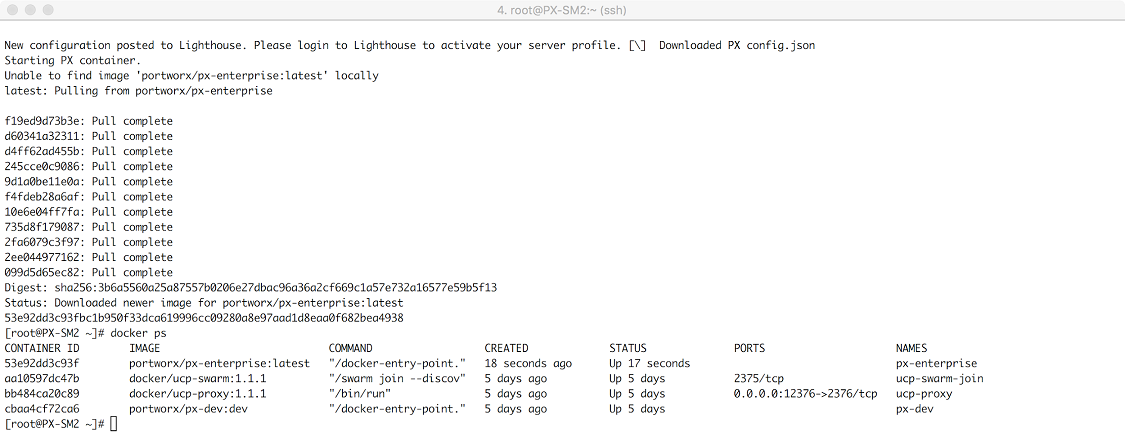 4. root@PX-SM2:~ (ssh)
New configuration posted to Lighthouse. Please login to Lighthouse to activate your server profile. [\]  Downloaded PX config.json
Starting PX container.
Unable to find image 'portworx/px-enterprise:latest' locally
latest: Pulling from portworx/px-enterprise
f19ed9d73b3e: Pull complete
d60341a32311: Pull complete
d4ff62ad455b: Pull complete
245cce0c9086: Pull complete
9d1a0be11e0a: Pull complete
f4fdeb28a6af: Pull complete
10e6e04ff7fa: Pull complete
735d8f179087: Pull complete
2fa6079c3f97: Pull complete
2ee044977162: Pull complete
099d5d65ec82: Pull complete
Digest: sha256:3b6a5560a25a87557b0206e27dbac96a36a2cf669c1a57e732a16577e59b5f13
Status: Downloaded newer image for portworx/px-enterprise:latest
53e92dd3c93fbc1b950f33dca619996cc09280a8e97aad1d8eaa0f682bea4938
[root@PX-SM2 ~]# docker ps
CONTAINER ID        IMAGE                           COMMAND                  CREATED             STATUS              PORTS                     NAMES
53e92dd3c93f        portworx/px-enterprise:latest   "/docker-entry-point."   18 seconds ago      Up 17 seconds                                 px-enterprise
aa10597dc47b        docker/ucp-swarm:1.1.1          "/swarm join --discov"   5 days ago          Up 5 days           2375/tcp                  ucp-swarm-join
bb484ca20c89        docker/ucp-proxy:1.1.1          "/bin/run"               5 days ago          Up 5 days           0.0.0.0:12376->2376/tcp   ucp-proxy
cbaa4cf72ca6        portworx/px-dev:dev             "/docker-entry-point."   5 days ago          Up 5 days                                     px-dev
[root@PX-SM2 ~]#